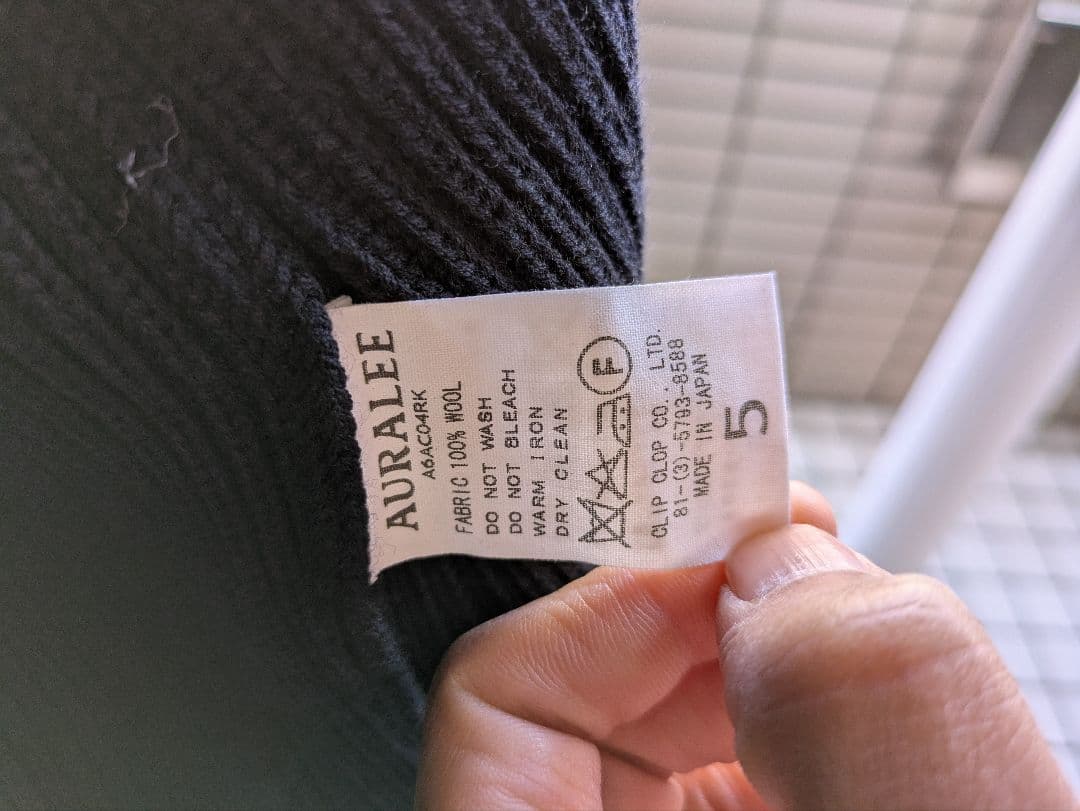 AURALEE
A6AC04RK
FABRIC 100% WOOL
DO NOT WASH
DO NOT BLEACH
WARM IRON
DRY CLEAN
F
CLIP CLOP CO., LTD.
81-(3)-5793-8588
MADE IN JAPAN
5